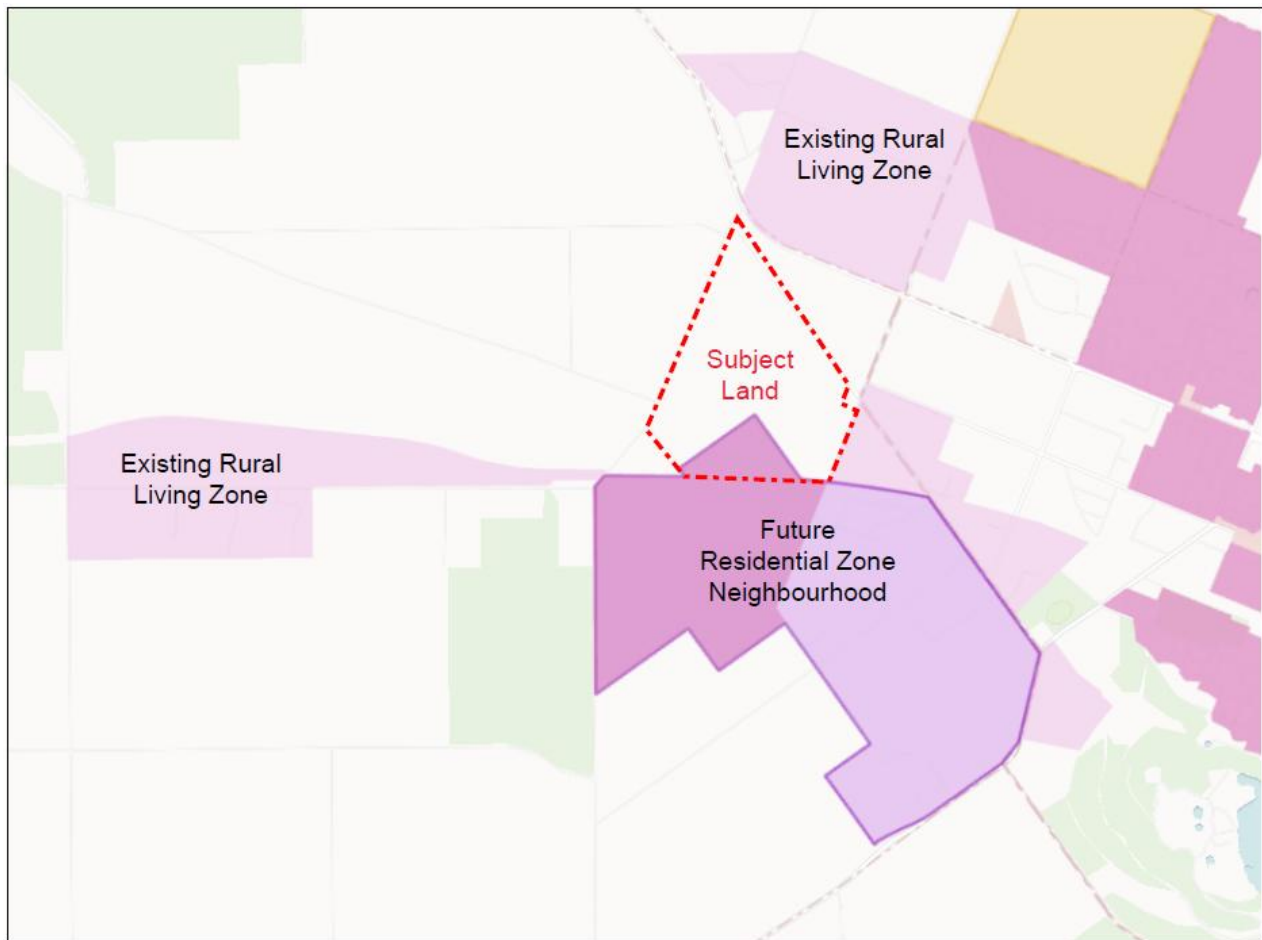 Existing Rural
Living Zone
Subject
Land
Existing Rural
Living Zone
Future
Residential Zone
Neighbourhood